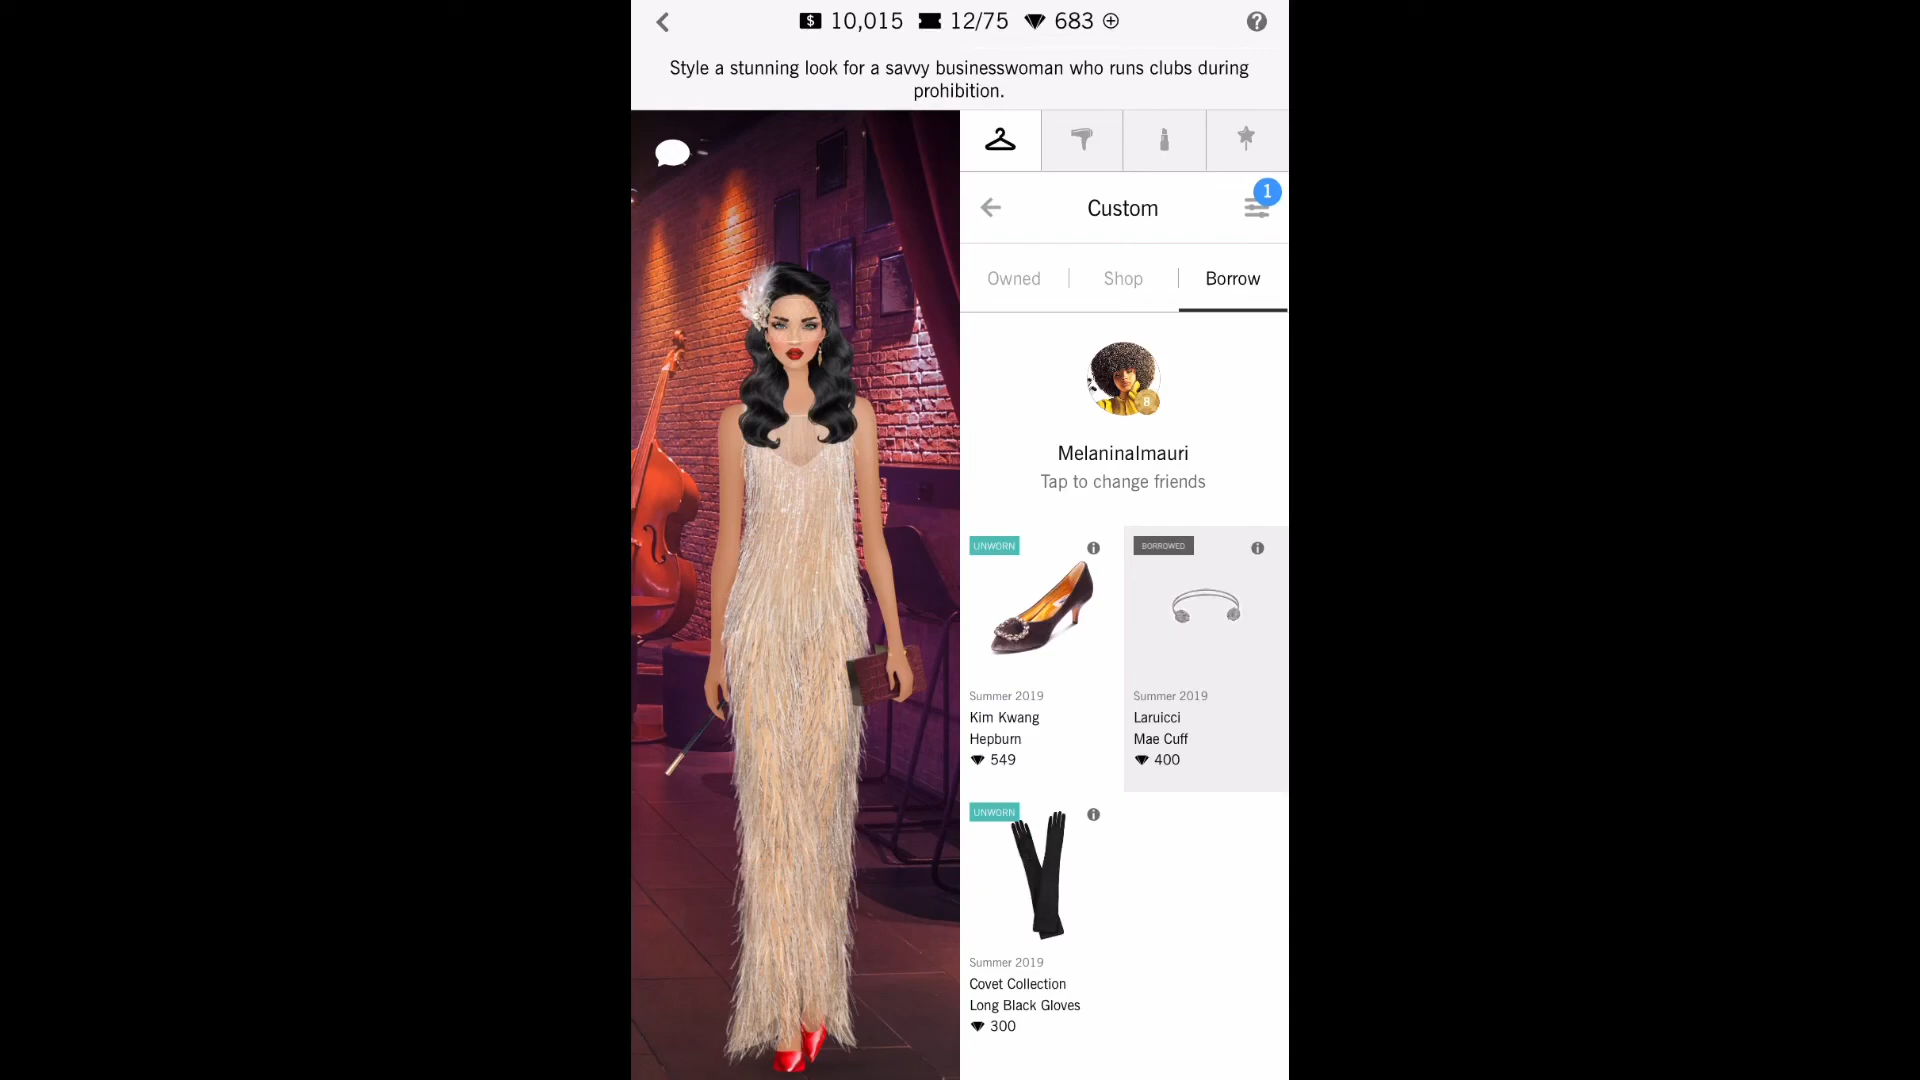 $ 10,015 12/75 683
Style a stunning look for a savvy businesswoman who runs clubs during
prohibition.
Custom
1
Owned Shop Borrow
8
Melaninalmauri
Tap to change friends
UNWORN
Summer 2019
Kim Kwang
Hepburn
549
BORROWED
Summer 2019
Laruicci
Mae Cuff
400
UNWORN
Summer 2019
Covet Collection
Long Black Gloves
300